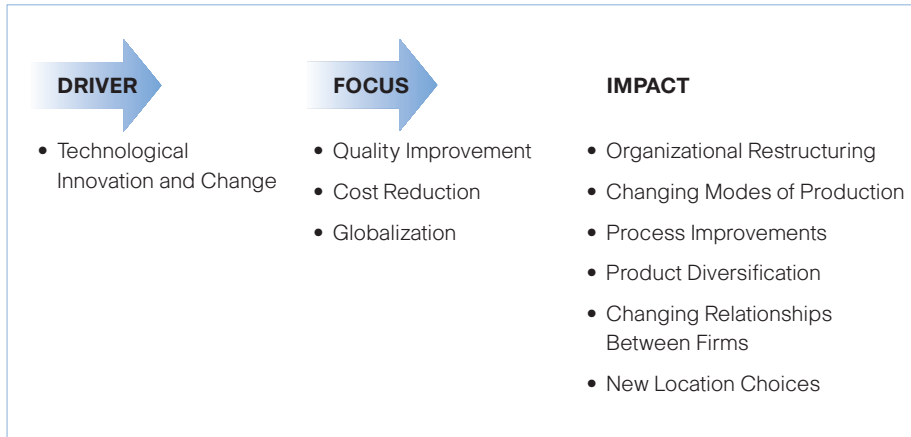 DRIVER
• Technological
Innovation and Change
FOCUS
• Quality Improvement
• Cost Reduction
• Globalization
IMPACT
• Organizational Restructuring
• Changing Modes of Production
• Process Improvements
• Product Diversification
• Changing Relationships
Between Firms
• New Location Choices